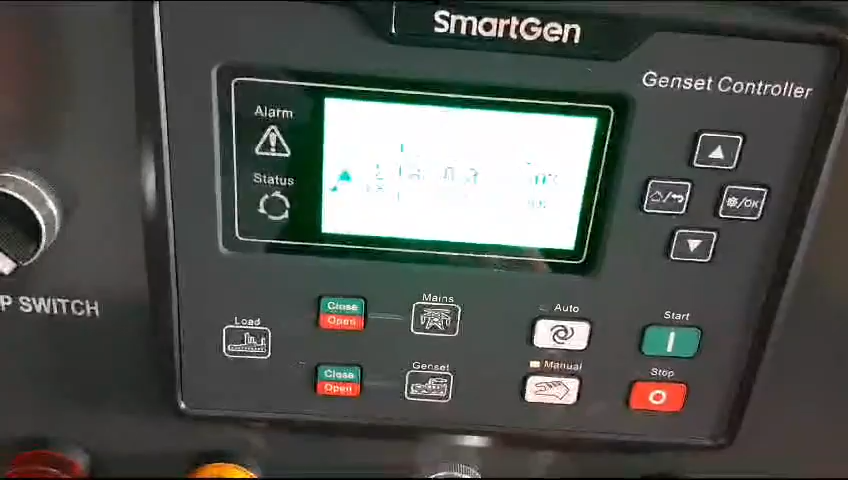 SmartGen
Genset Controller
Alarm
Status
/OK
P SWITCH
Load
Close
Open
Mains
Auto
Start
Close
Open
Genset
Manual
Stop